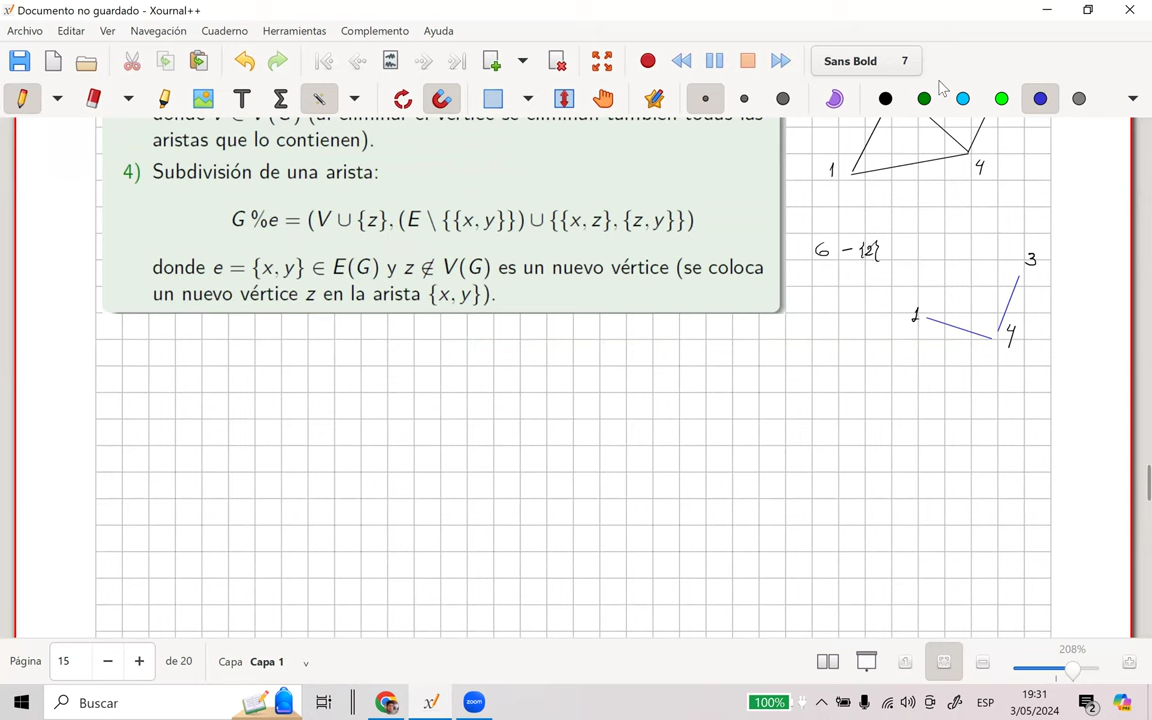 Documento no guardado - Xournal++
Archivo Editar Ver Navegación Cuaderno Herramientas Complemento Ayuda
Sans Bold 7
aristas que lo contienen).
4) Subdivisión de una arista:
G %e = (V ∪ {z}, (E \ {{x, y}}) ∪ {{x, z}, {z, y}})
donde e = {x, y} ∈ E(G) y z ∉ V(G) es un nuevo vértice (se coloca
un nuevo vértice z en la arista {x, y}).
1 4
G - {2}
3
1
4
Página 15 de 20 Capa Capa 1 208%
Buscar 100% ESP 19:31
3/05/2024 2
zoom